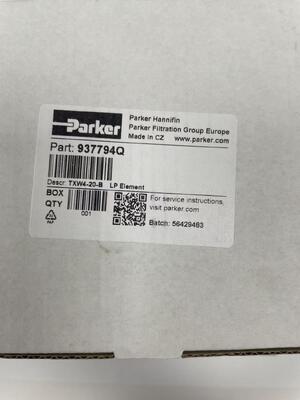 Parker
Parker Hannifin
Parker Filtration Group Europe
Made in CZ www.parker.com
Part: 937794Q
Descr: TXW4-20-B LP Element
BOX
QTY
001
For service instructions,
visit parker.com
Batch: 56429483
PAP